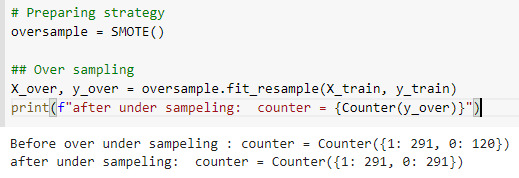 # Preparing strategy
oversample = SMOTE()
## Over sampling
X_over, y_over = oversample.fit_resample(X_train, y_train)
print(f"after under sampeling:  counter = {Counter(y_over)}")
Before over under sampling : counter = Counter({1: 291, 0: 120})
after under sampeling:  counter = Counter({1: 291, 0: 291})